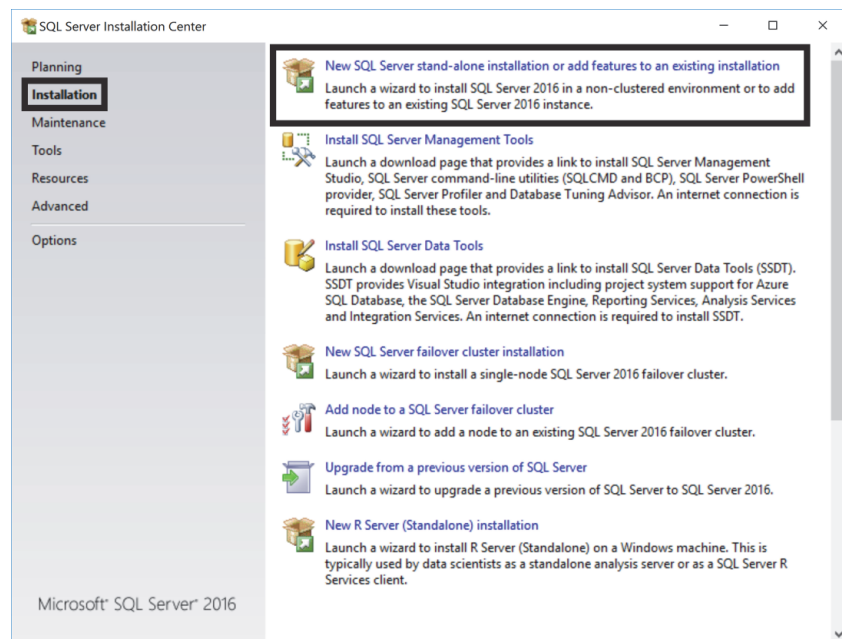 SQL Server Installation Center
Planning
Installation
Maintenance
Tools
Resources
Advanced
Options
New SQL Server stand-alone installation or add features to an existing installation
Launch a wizard to install SQL Server 2016 in a non-clustered environment or to add
features to an existing SQL Server 2016 instance.
Install SQL Server Management Tools
Launch a download page that provides a link to install SQL Server Management
Studio, SQL Server command-line utilities (SQLCMD and BCP), SQL Server PowerShell
provider, SQL Server Profiler and Database Tuning Advisor. An internet connection is
required to install these tools.
Install SQL Server Data Tools
Launch a download page that provides a link to install SQL Server Data Tools (SSDT).
SSDT provides Visual Studio integration including project system support for Azure
SQL Database, the SQL Server Database Engine, Reporting Services, Analysis Services
and Integration Services. An internet connection is required to install SSDT.
New SQL Server failover cluster installation
Launch a wizard to install a single-node SQL Server 2016 failover cluster.
Add node to a SQL Server failover cluster
Launch a wizard to add a node to an existing SQL Server 2016 failover cluster.
Upgrade from a previous version of SQL Server
Launch a wizard to upgrade a previous version of SQL Server to SQL Server 2016.
New R Server (Standalone) installation
Launch a wizard to install R Server (Standalone) on a Windows machine. This is
typically used by data scientists as a standalone analysis server or as a SQL Server R
Services client.
Microsoft® SQL Server® 2016